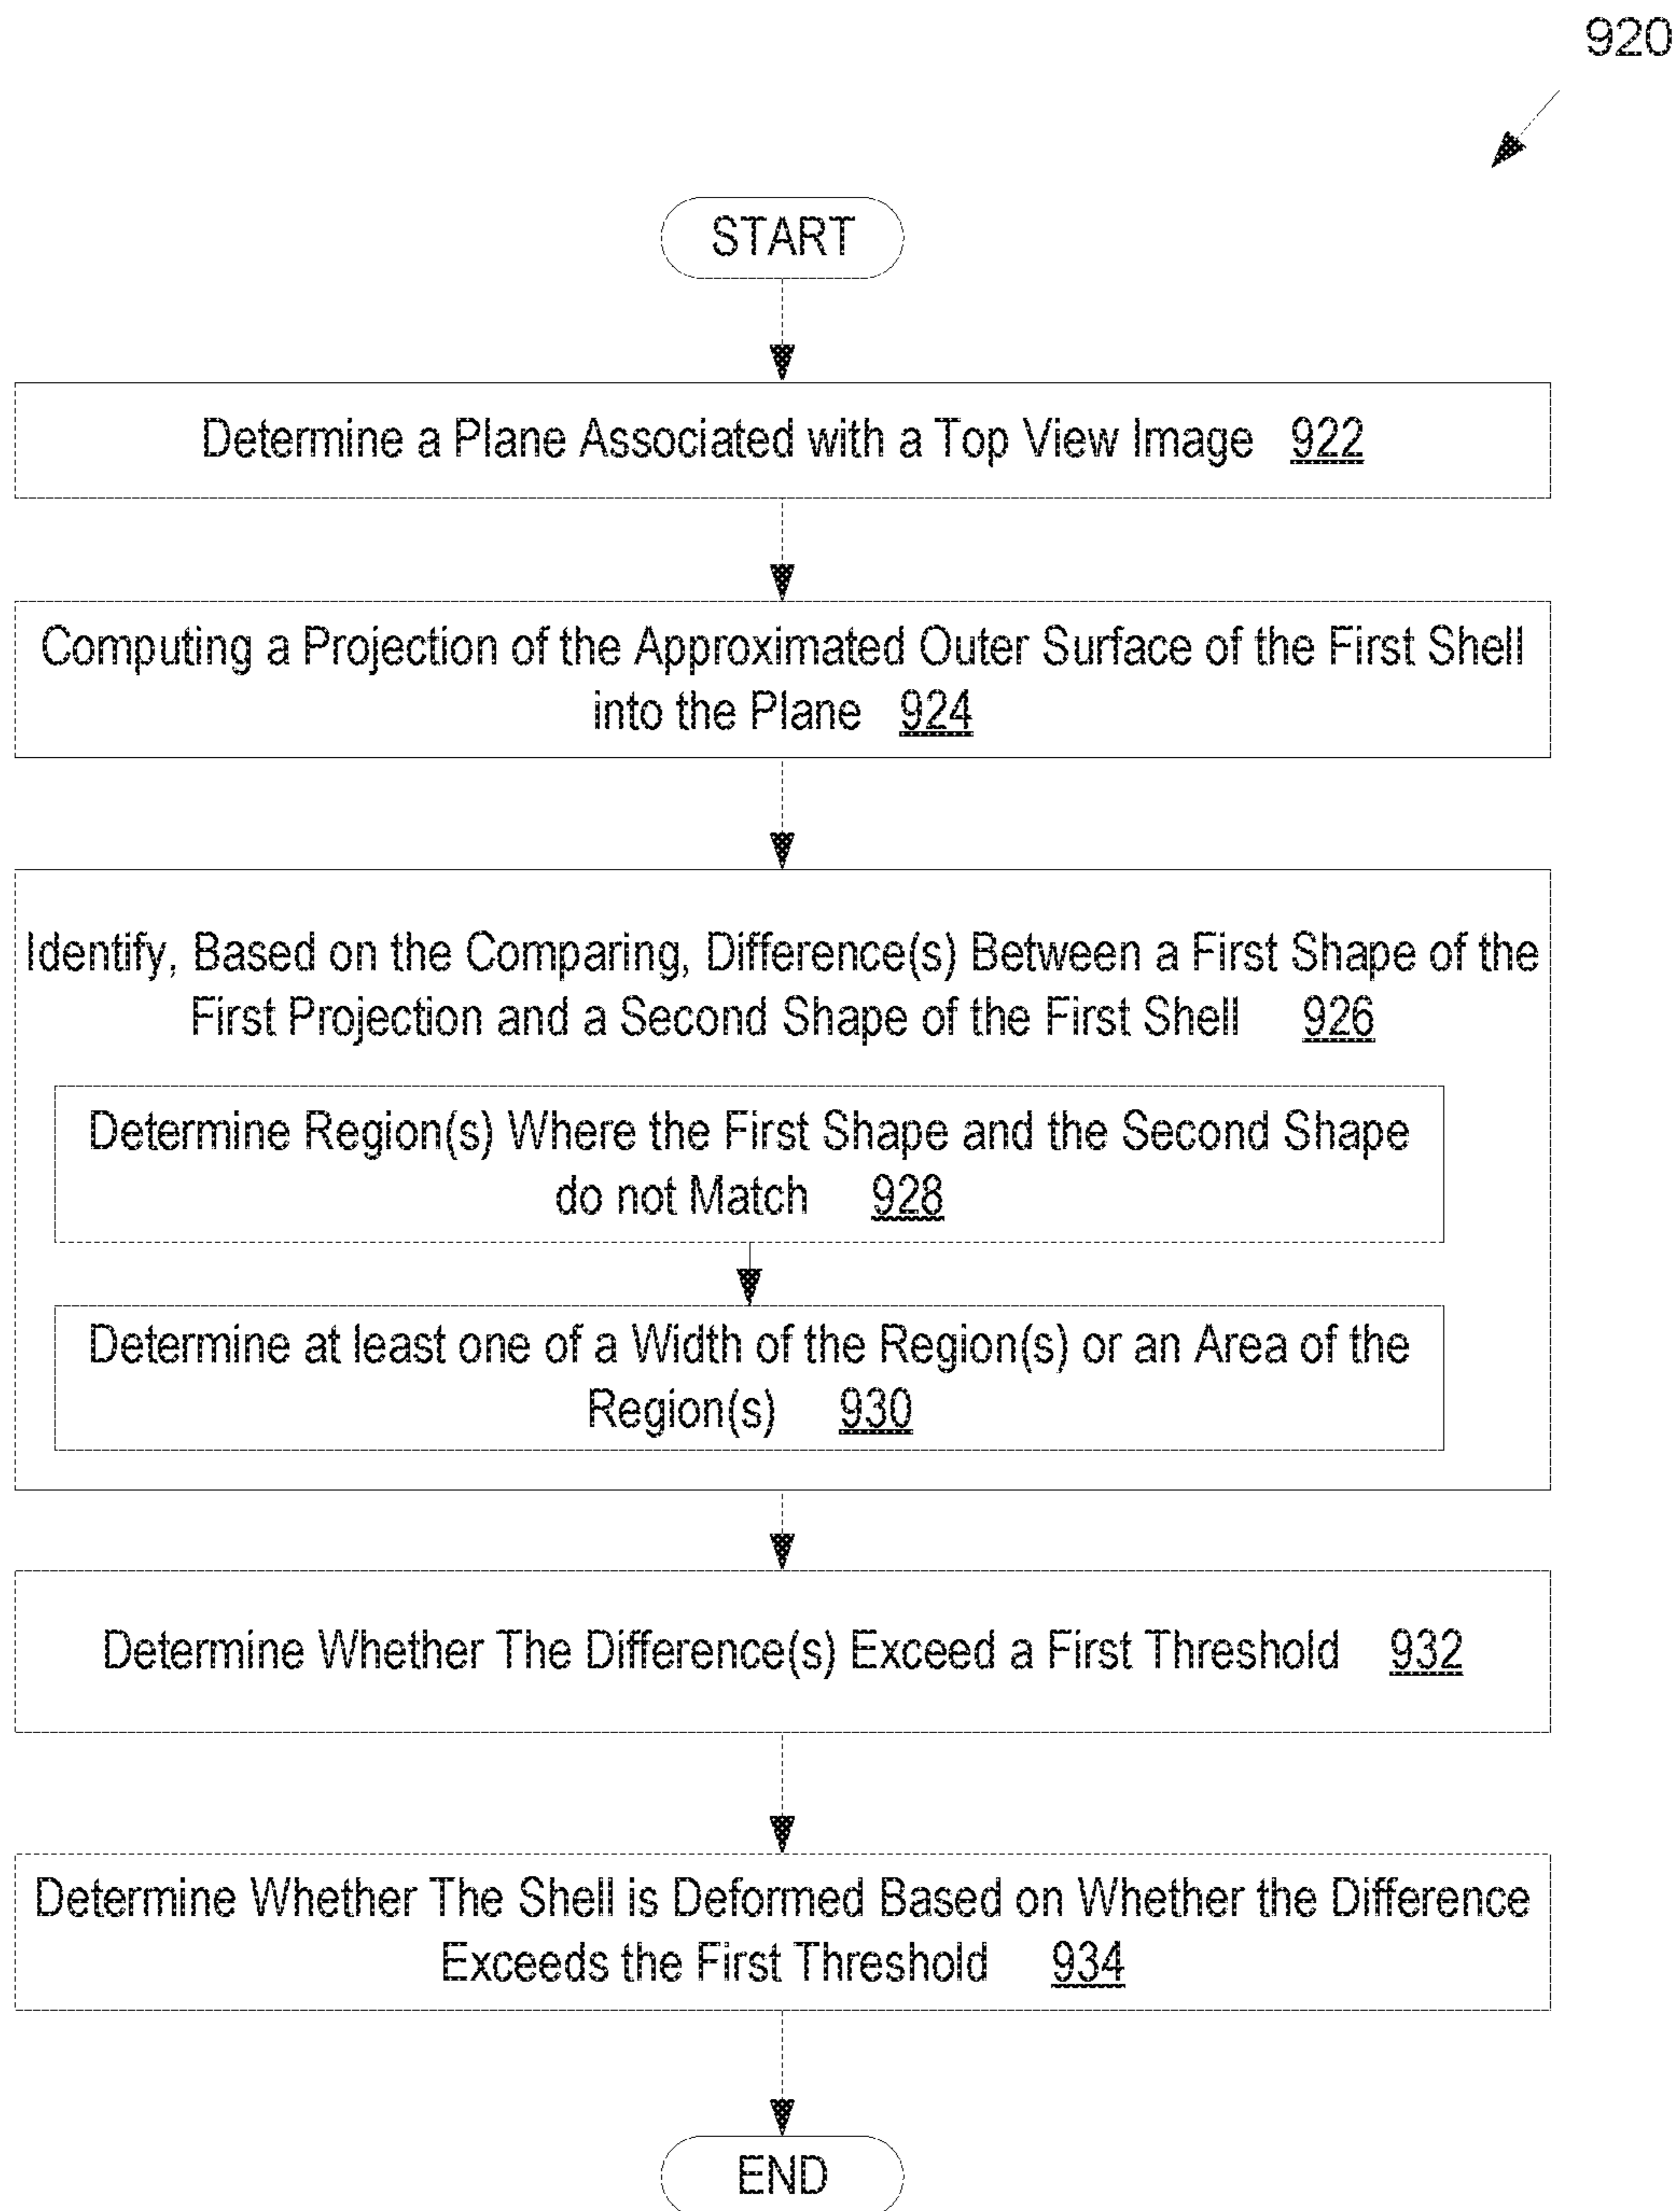 920
START
Determine a Plane Associated with a Top View Image 922
Computing a Projection of the Approximated Outer Surface of the First Shell
into the Plane 924
Identify, Based on the Comparing, Difference(s) Between a First Shape of the
First Projection and a Second Shape of the First Shell 926
Determine Region(s) Where the First Shape and the Second Shape
do not Match 928
Determine at least one of a Width of the Region(s) or an Area of the
Region(s) 930
Determine Whether The Difference(s) Exceed a First Threshold 932
Determine Whether The Shell is Deformed Based on Whether the Difference
Exceeds the First Threshold 934
END